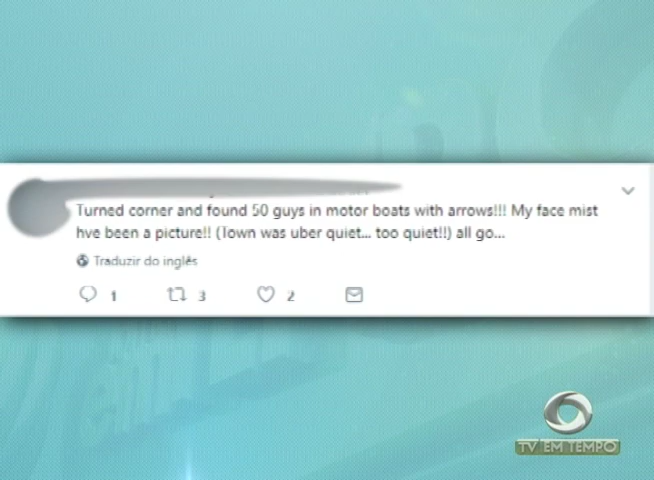 Turned corner and found 50 guys in motor boats with arrows!!! My face mist
hve been a picture!! (Town was uber quiet... too quiet!!) all go...
Traduzir do inglês
1 3 2
TV EM TEMPO